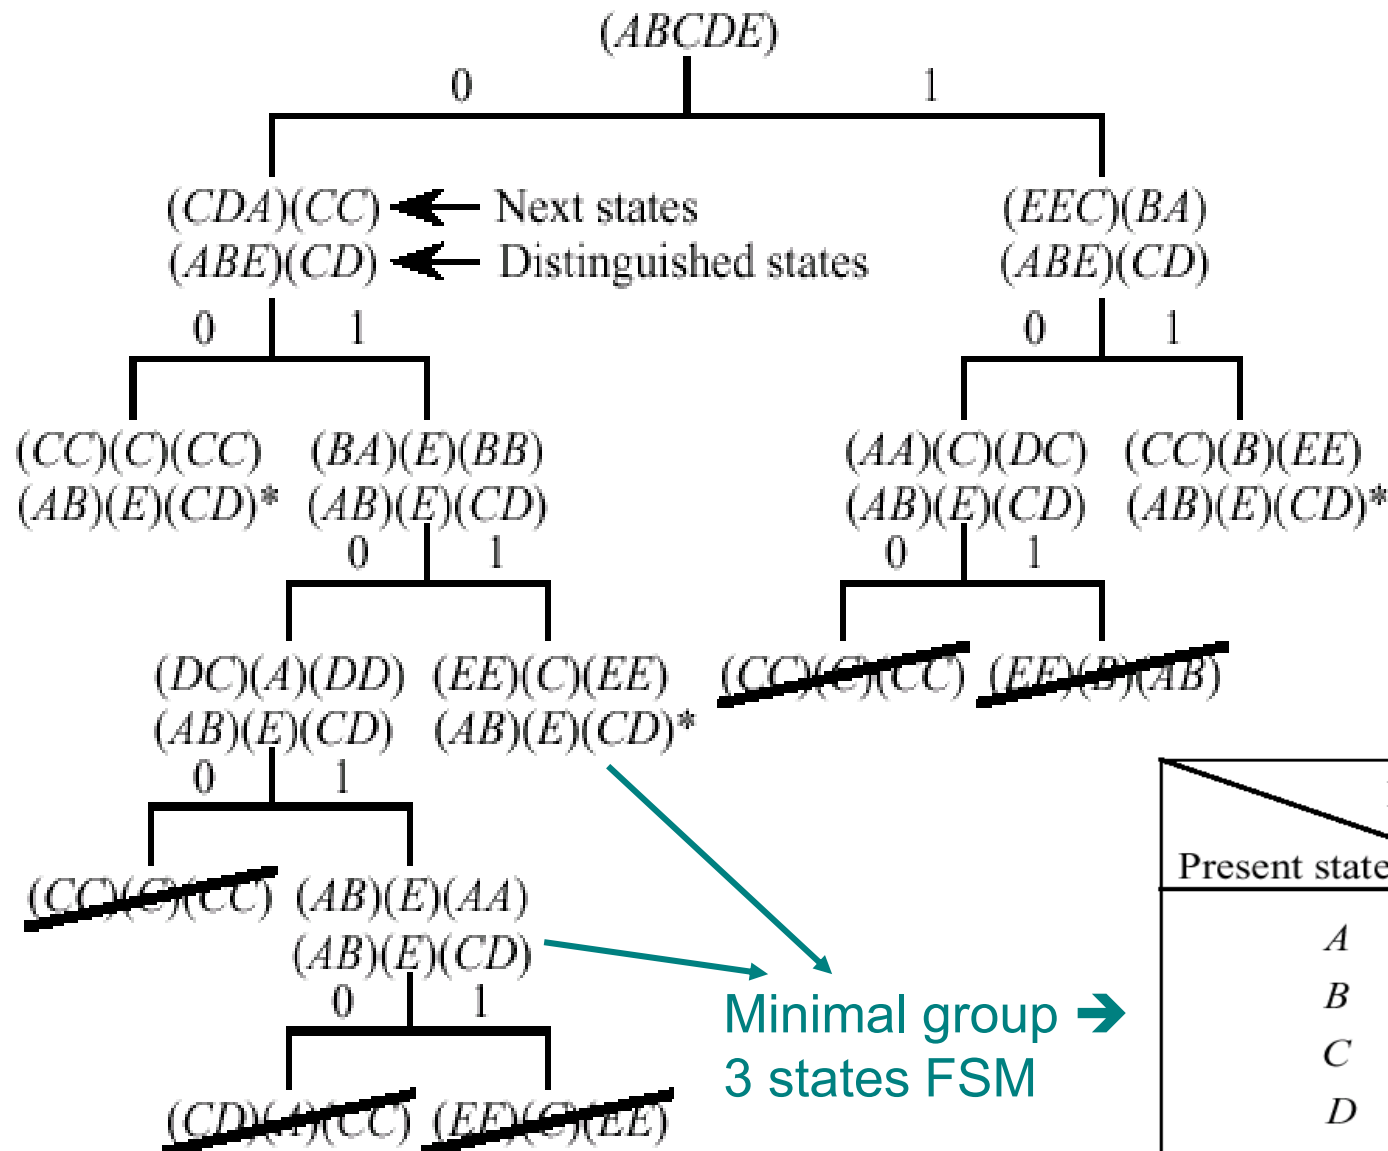 (ABCDE)
0 1
(CDA)(CC) Next states (EEC)(BA)
(ABE)(CD) Distinguished states (ABE)(CD)
0 1 0 1
(CC)(C)(CC) (BA)(E)(BB) (AA)(C)(DC) (CC)(B)(EE)
(AB)(E)(CD)* (AB)(E)(CD) (AB)(E)(CD) (AB)(E)(CD)*
0 1 0 1
(DC)(A)(DD) (EE)(C)(EE) (CC)(C)(CC) (EE)(B)(AB)
(AB)(E)(CD) (AB)(E)(CD)*
0 1
(CC)(C)(CC) (AB)(E)(AA)
(AB)(E)(CD)
0 1
(CD)(A)(CC) (EE)(C)(EE)
Minimal group ➔
3 states FSM
Present state
A
B
C
D